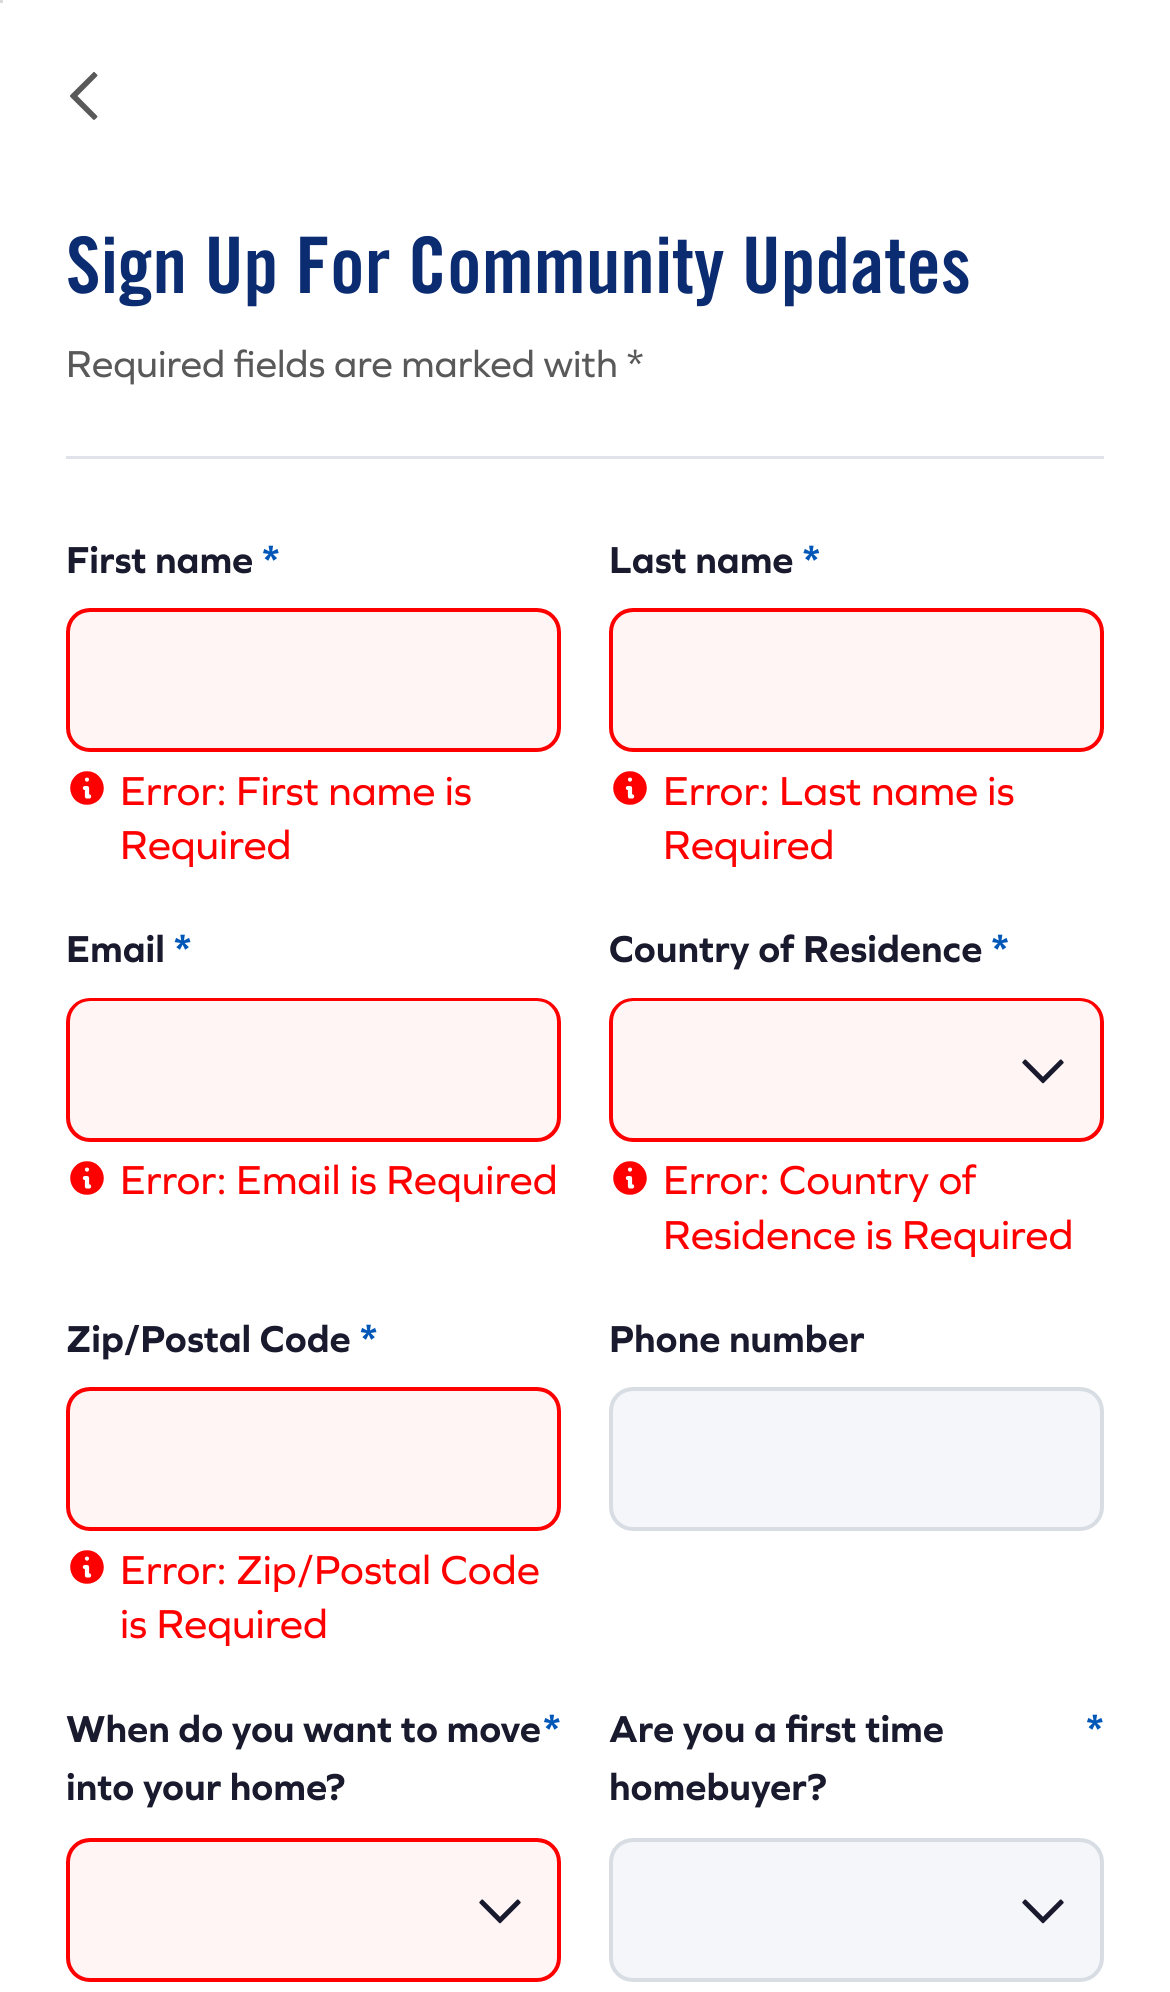 Sign Up For Community Updates
Required fields are marked with *
First name *
Last name *
Error: First name is
Required
Error: Last name is
Required
Email *
Country of Residence *
Error: Email is Required
Error: Country of
Residence is Required
Zip/Postal Code *
Phone number
Error: Zip/Postal Code
is Required
When do you want to move*
into your home?
Are you a first time *
homebuyer?